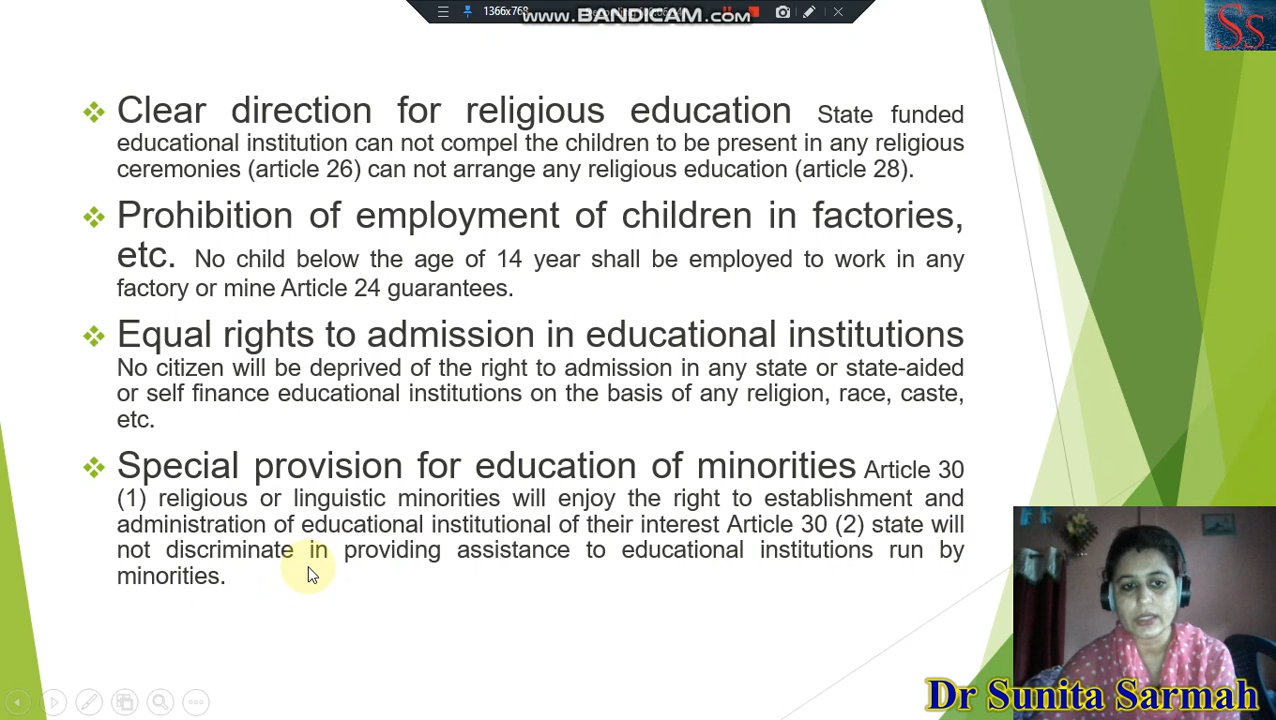 1366x768
www.BANDICAM.com
Ss
Clear direction for religious education State funded
educational institution can not compel the children to be present in any religious
ceremonies (article 26) can not arrange any religious education (article 28).
Prohibition of employment of children in factories,
etc. No child below the age of 14 year shall be employed to work in any
factory or mine Article 24 guarantees.
Equal rights to admission in educational institutions
No citizen will be deprived of the right to admission in any state or state-aided
or self finance educational institutions on the basis of any religion, race, caste,
etc.
Special provision for education of minorities Article 30
(1) religious or linguistic minorities will enjoy the right to establishment and
administration of educational institutional of their interest Article 30 (2) state will
not discriminate in providing assistance to educational institutions run by
minorities.
Dr Sunita Sarmah